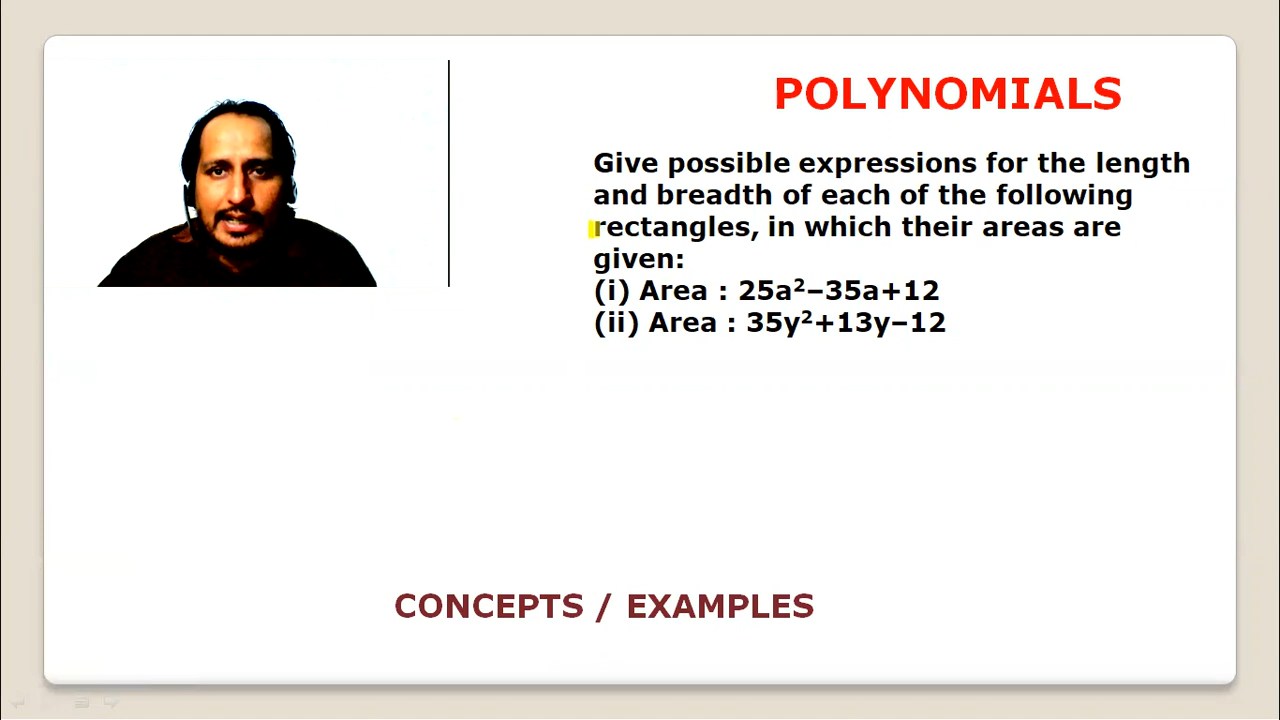 POLYNOMIALS
Give possible expressions for the length
and breadth of each of the following
rectangles, in which their areas are
given:
(i) Area : 25a²–35a+12
(ii) Area : 35y²+13y–12
CONCEPTS / EXAMPLES